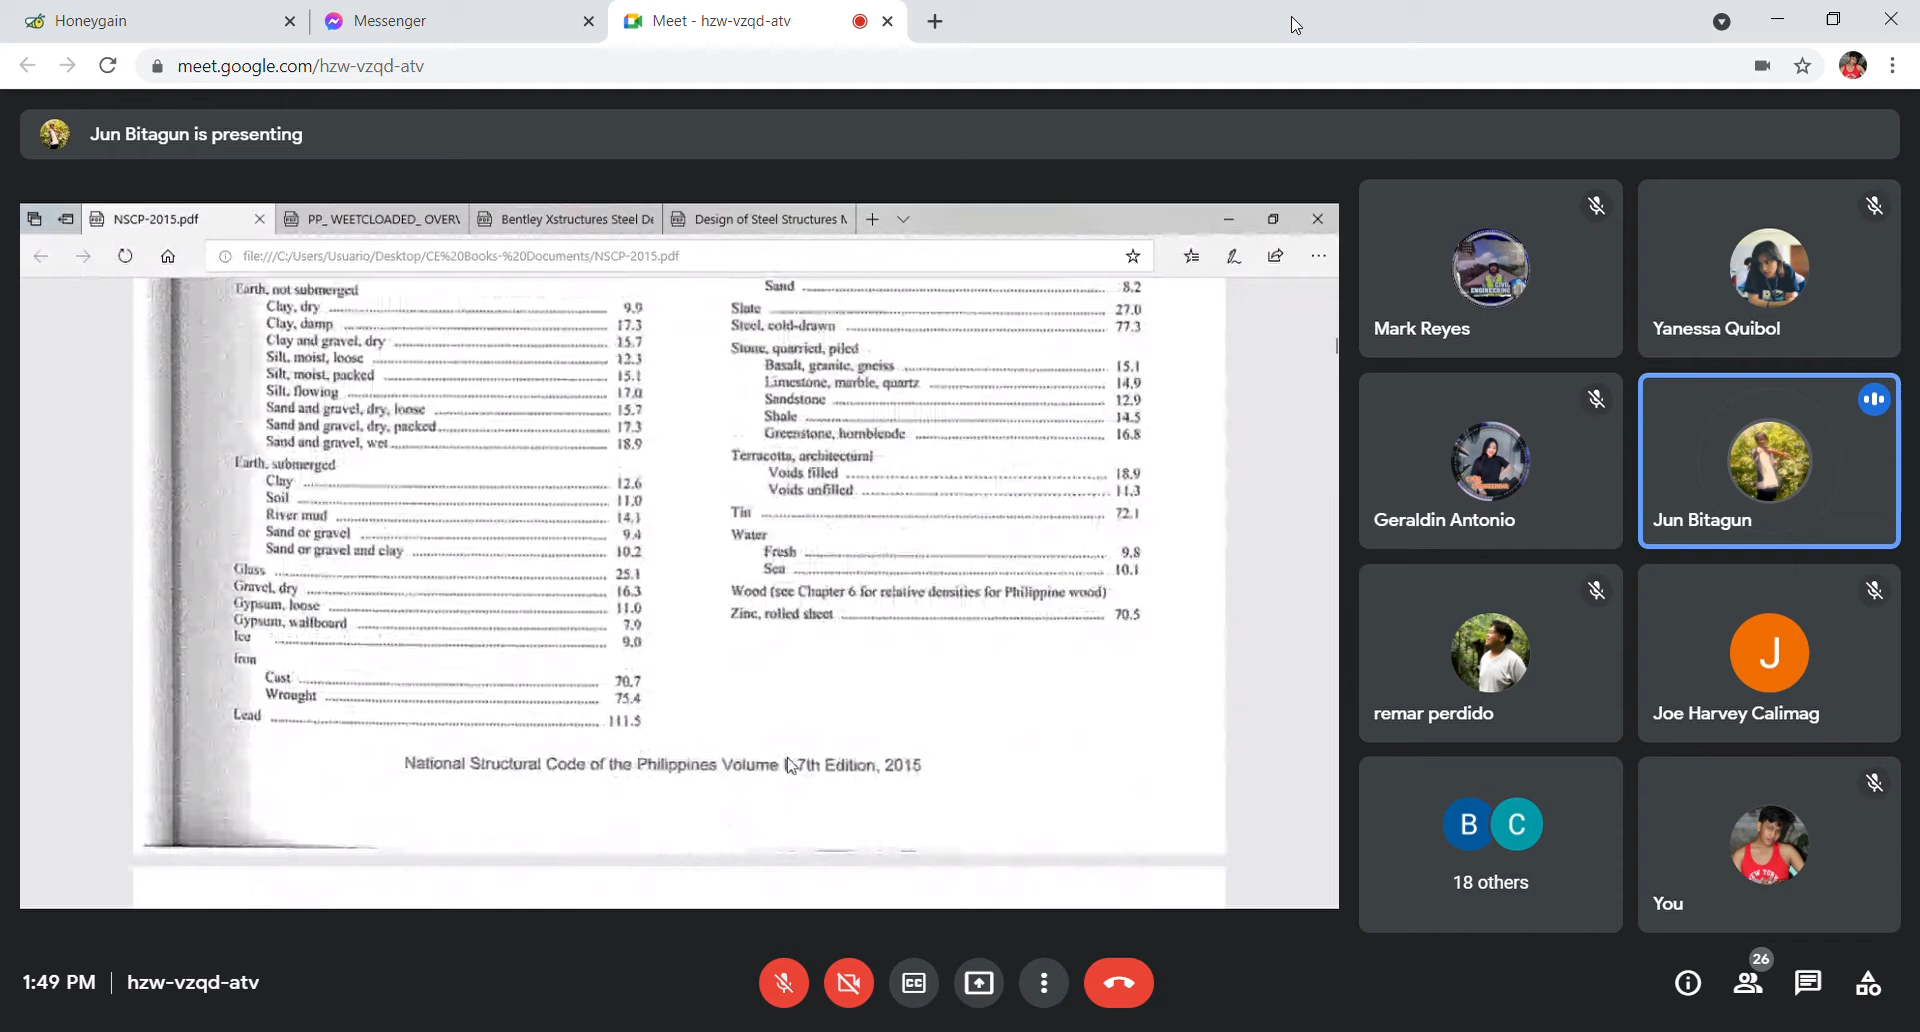 Honeygain
Messenger
Meet - hzw-vzqd-atv
meet.google.com/hzw-vzqd-atv
Jun Bitagun is presenting
NSCP-2015.pdf
PP_ WEETCLOADED_ OVERV
Bentley Xstructures Steel De
Design of Steel Structures N
file:///C:/Users/Usuario/Desktop/CE%20Books-%20Documents/NSCP-2015.pdf
Earth, not submerged
Clay, dry 9.9
Clay, damp 17.3
Clay and gravel, dry 15.7
Silt, moist, loose 12.3
Silt, moist, packed 15.1
Silt, flowing 17.0
Sand and gravel, dry, loose 15.7
Sand and gravel, dry, packed 17.3
Sand and gravel, wet 18.9
Earth, submerged
Clay 12.6
Soil 11.0
River mud 14.1
Sand or gravel 9.4
Sand or gravel and clay 10.2
Glass 25.1
Gravel, dry 16.3
Gypsum, loose 11.0
Gypsum, wallboard 7.9
Ice 9.0
Iron
Cast 70.7
Wrought 75.4
Lead 111.5
Sand 8.2
Slate 27.0
Steel, cold-drawn 77.3
Stone, quarried, piled
Basalt, granite, gneiss 15.1
Limestone, marble, quartz 14.9
Sandstone 12.9
Shale 14.5
Greenstone, hornblende 16.8
Terracotta, architectural
Voids filled 18.9
Voids unfilled 11.3
Tin 72.1
Water
Fresh 9.8
Sea 10.1
Wood (see Chapter 6 for relative densities for Philippine wood)
Zinc, rolled sheet 70.5
National Structural Code of the Philippines Volume I, 7th Edition, 2015
Mark Reyes
Yanessa Quibol
Geraldin Antonio
Jun Bitagun
remar perdido
J
Joe Harvey Calimag
B C
18 others
NEW YORK
You
1:49 PM | hzw-vzqd-atv
CC
26